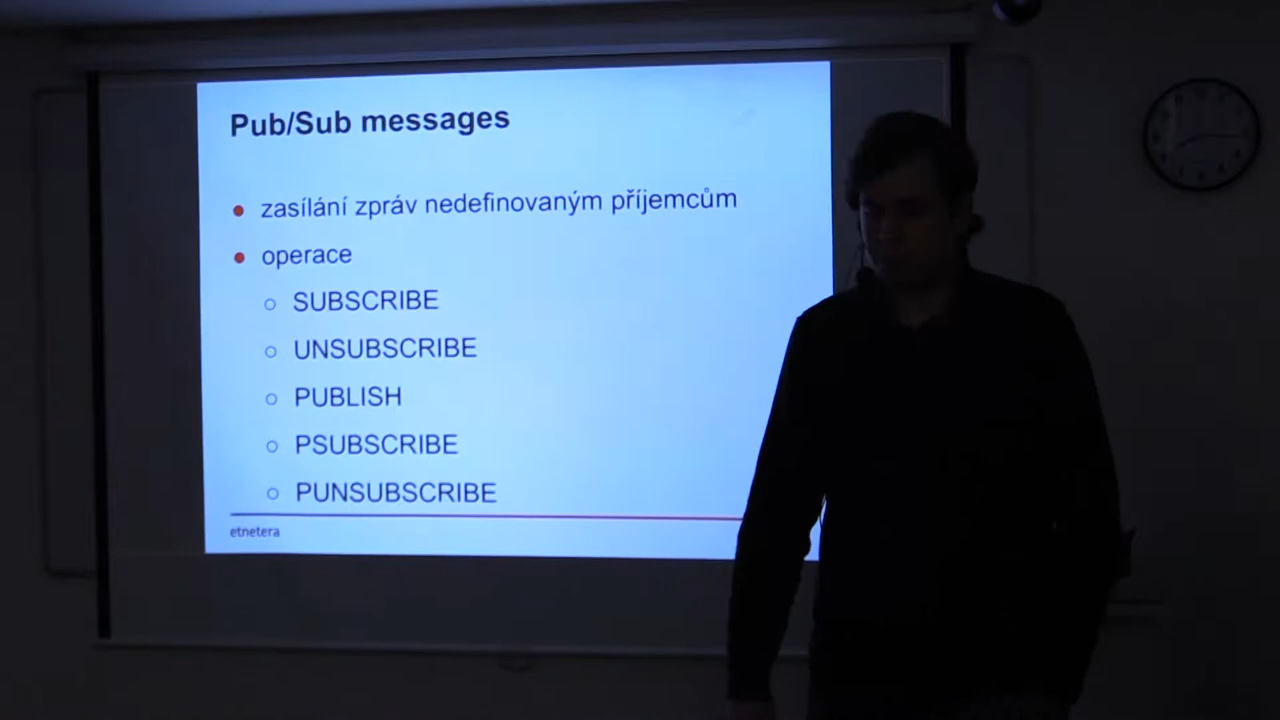 Pub/Sub messages
zasílání zpráv nedefinovaným příjemcům
operace
SUBSCRIBE
UNSUBSCRIBE
PUBLISH
PSUBSCRIBE
PUNSUBSCRIBE
etnetera